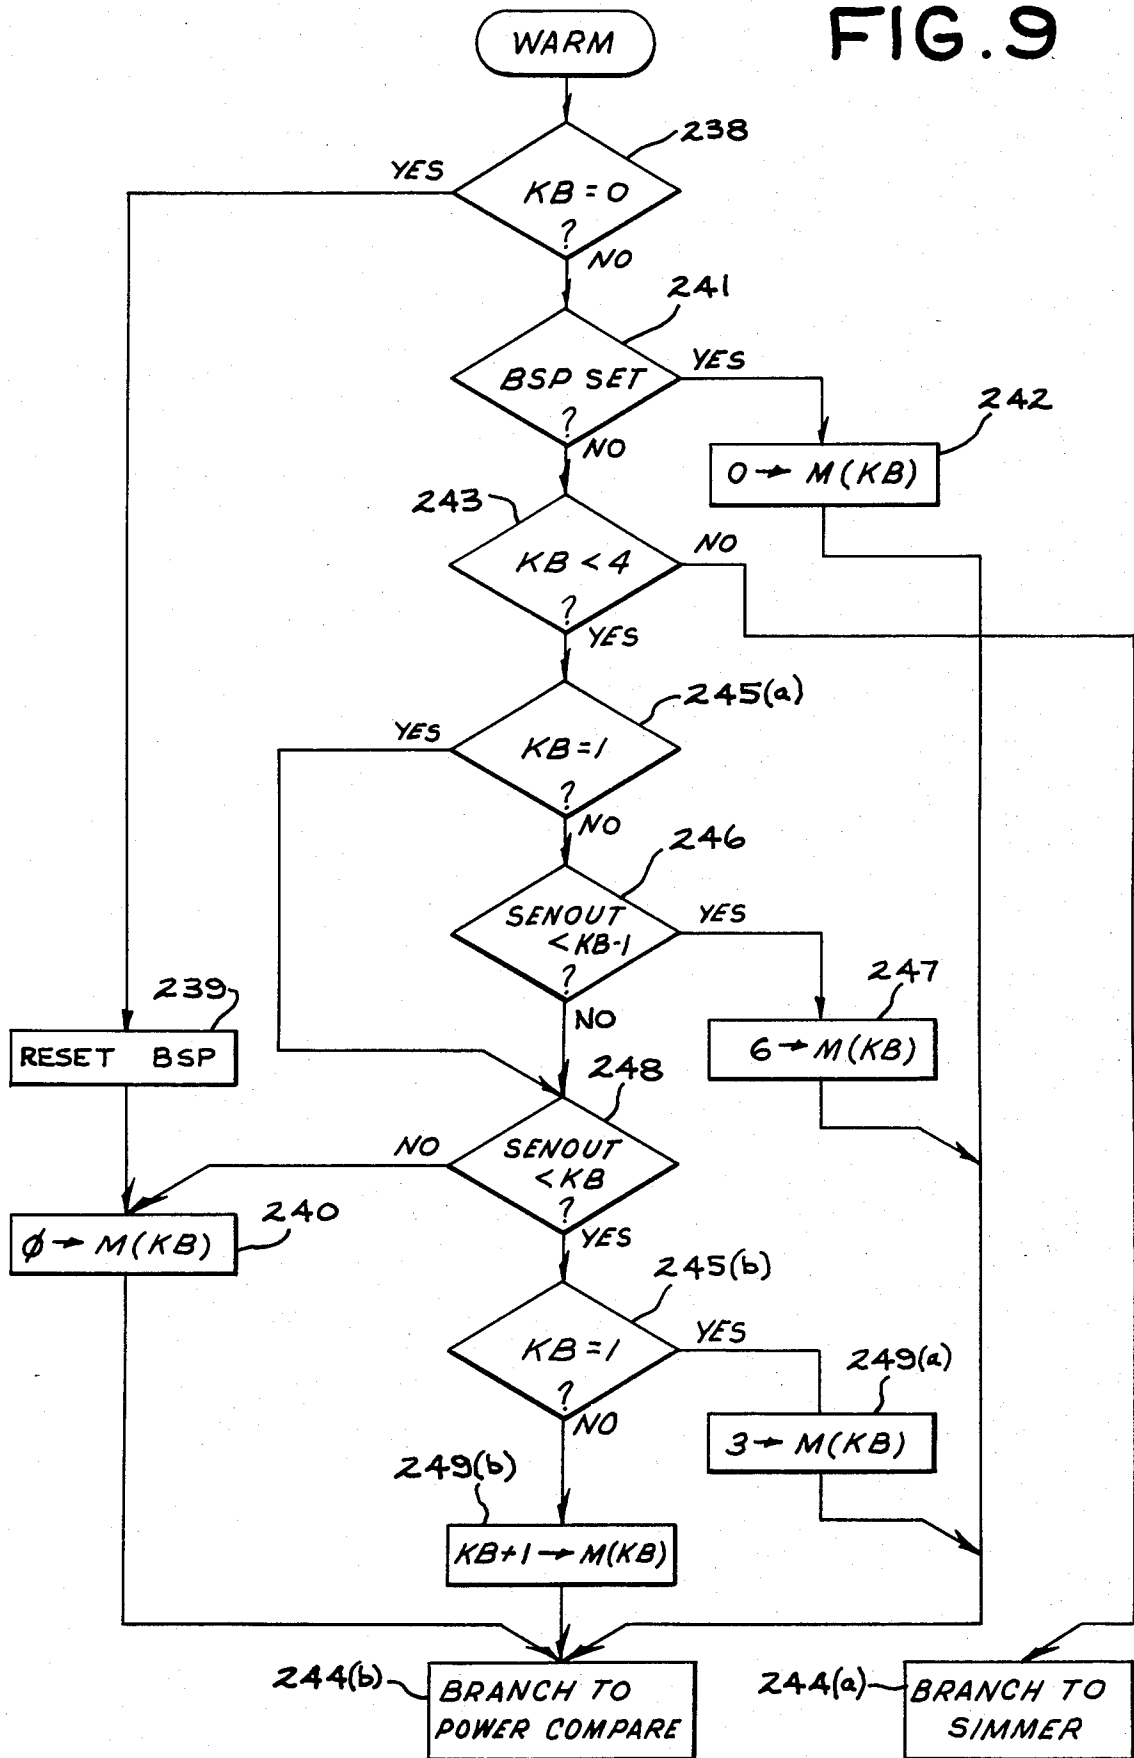 FIG.9
WARM
238
YES
KB=0
?
NO
241
BSP SET
YES
?
NO
242
0→M(KB)
243
KB<4
NO
?
YES
245(a)
YES
KB=1
?
NO
246
SENOUT
<KB-1
YES
?
NO
247
6→M(KB)
239
RESET BSP
248
NO
SENOUT
<KB
?
YES
240
ϕ→M(KB)
245(b)
KB=1
YES
?
NO
249(a)
3→M(KB)
249(b)
KB+1→M(KB)
244(b)
BRANCH TO
POWER COMPARE
244(a)
BRANCH TO
SIMMER